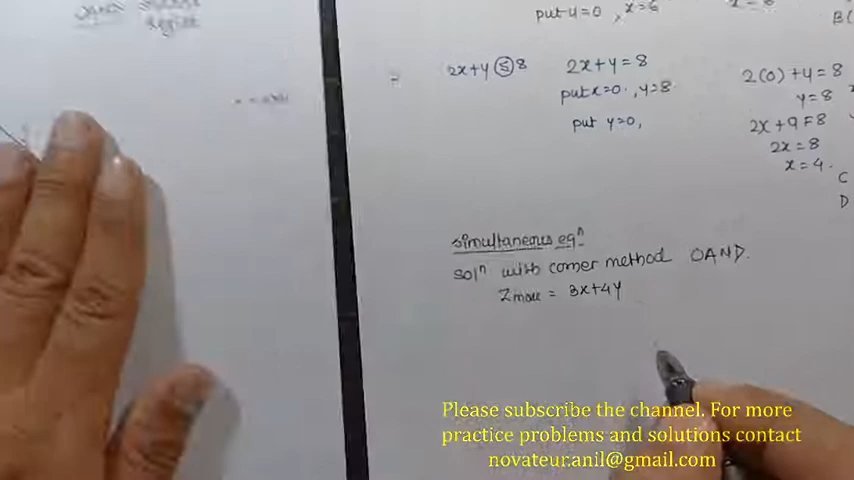 put y=0 , x=6
B(
2x+y ≤ 8
2x+y = 8
put x=0 , y=8
put y=0,
2(0)+y = 8
y=8
2x+9=8
2x = 8
x = 4.
C
D
simultaneous eqⁿ
solⁿ with corner method OAND.
Zmax = 3x+4y
Please subscribe the channel. For more
practice problems and solutions contact
novateur.anil@gmail.com